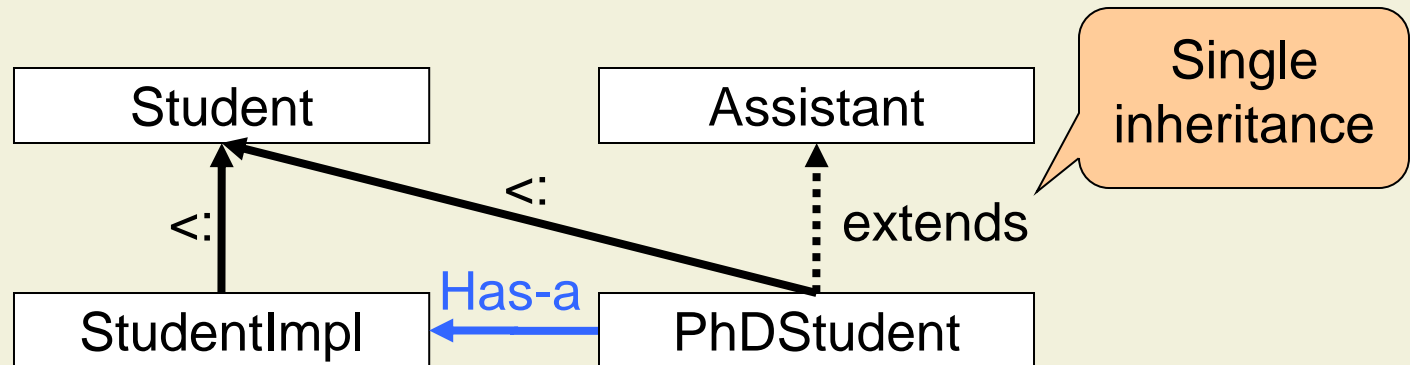 Student
Assistant
Single
inheritance
<:
<:
extends
Has-a
StudentImpl
PhDStudent